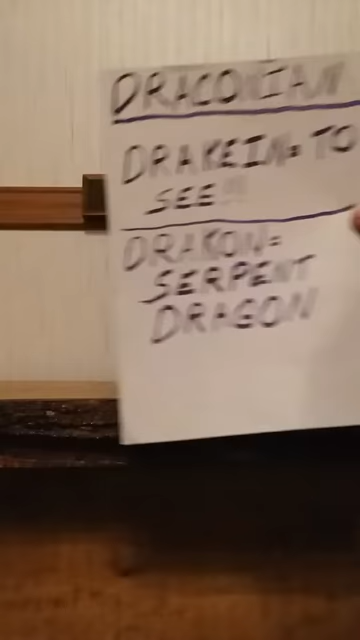 DRACONIAN
DRAKEIN= TO
SEE!!!
DRAKON=
SERPENT
DRAGON